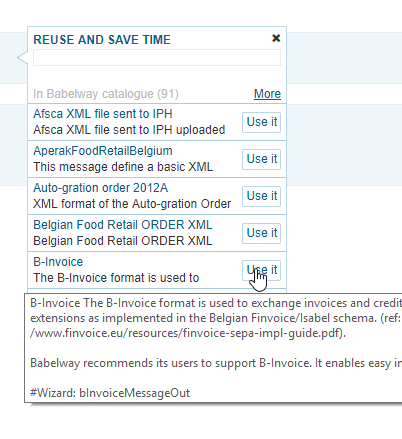 REUSE AND SAVE TIME
In Babelway catalogue (91) More
Afsca XML file sent to IPH
Afsca XML file sent to IPH uploaded
Use it
AperakFoodRetailBelgium
This message define a basic XML
Use it
Auto-gration order 2012A
XML format of the Auto-gration Order
Use it
Belgian Food Retail ORDER XML
Belgian Food Retail ORDER XML
Use it
B-Invoice
The B-Invoice format is used to
Use it
B-Invoice The B-Invoice format is used to exchange invoices and credit
extensions as implemented in the Belgian Finvoice/Isabel schema. (ref:
/www.finvoice.eu/resources/finvoice-sepa-impl-guide.pdf).
Babelway recommends its users to support B-Invoice. It enables easy in
#Wizard: bInvoiceMessageOut